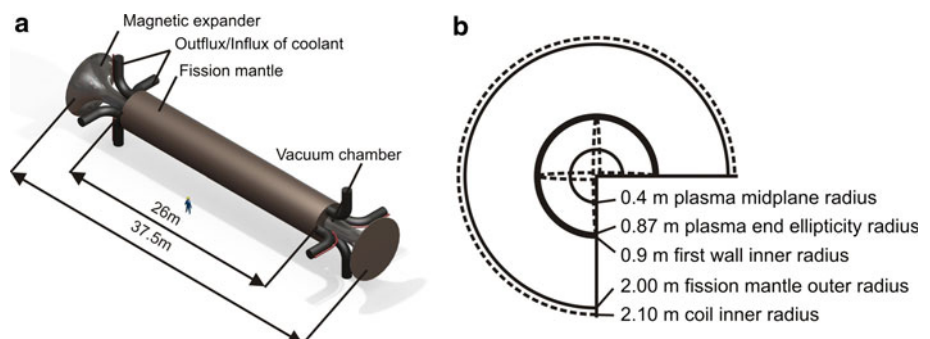 a
Magnetic expander
Outflux/Influx of coolant
Fission mantle
Vacuum chamber
26m
37.5m
b
0.4 m plasma midplane radius
0.87 m plasma end ellipticity radius
0.9 m first wall inner radius
2.00 m fission mantle outer radius
2.10 m coil inner radius